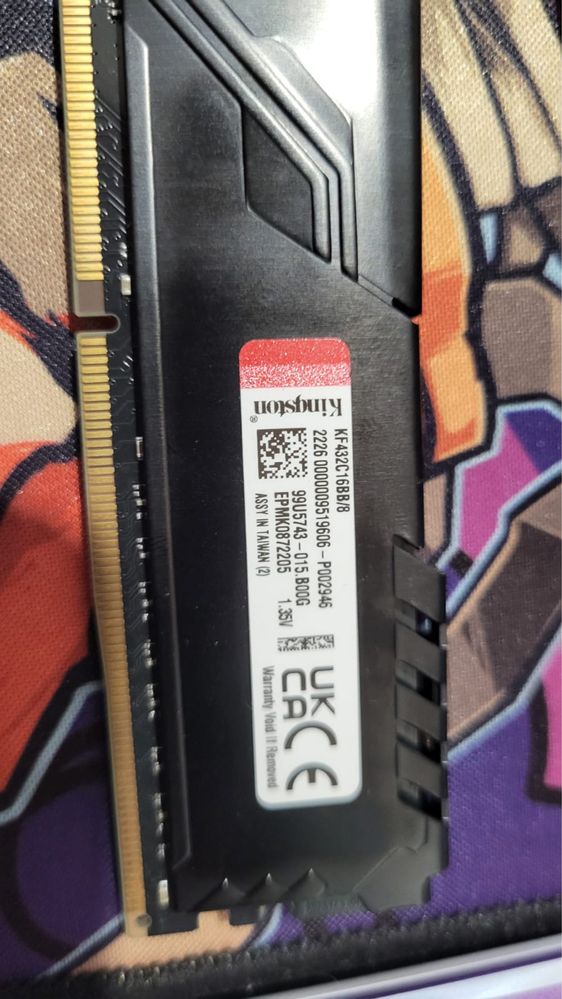 Kingston®
KF432C16BB/8
2226 0000009519606 - P002946
99U5743-015.B00G
EPMK0872205 1.35V
ASSY IN TAIWAN (2)
UK
CA CE
Warranty Void If Removed